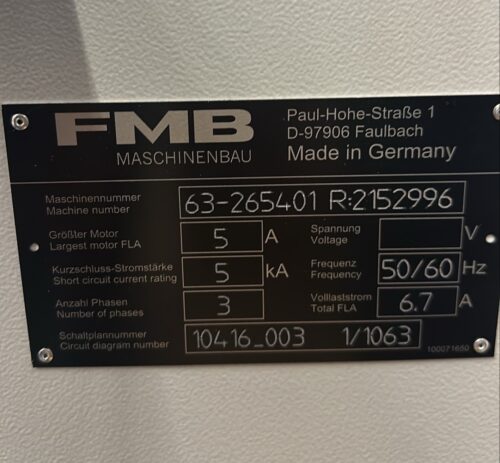 FMB
MASCHINENBAU
Paul-Hohe-Straße 1
D-97906 Faulbach
Made in Germany
Maschinennummer
Machine number
63-265401 R:2152996
Größter Motor
Largest motor FLA
5 A
Spannung
Voltage
V
Kurzschluss-Stromstärke
Short circuit current rating
5 kA
Frequenz
Frequency
50/60 Hz
Anzahl Phasen
Number of phases
3
Volllaststrom
Total FLA
6.7 A
Schaltplannummer
Circuit diagram number
10416_003 1/1063
100071650